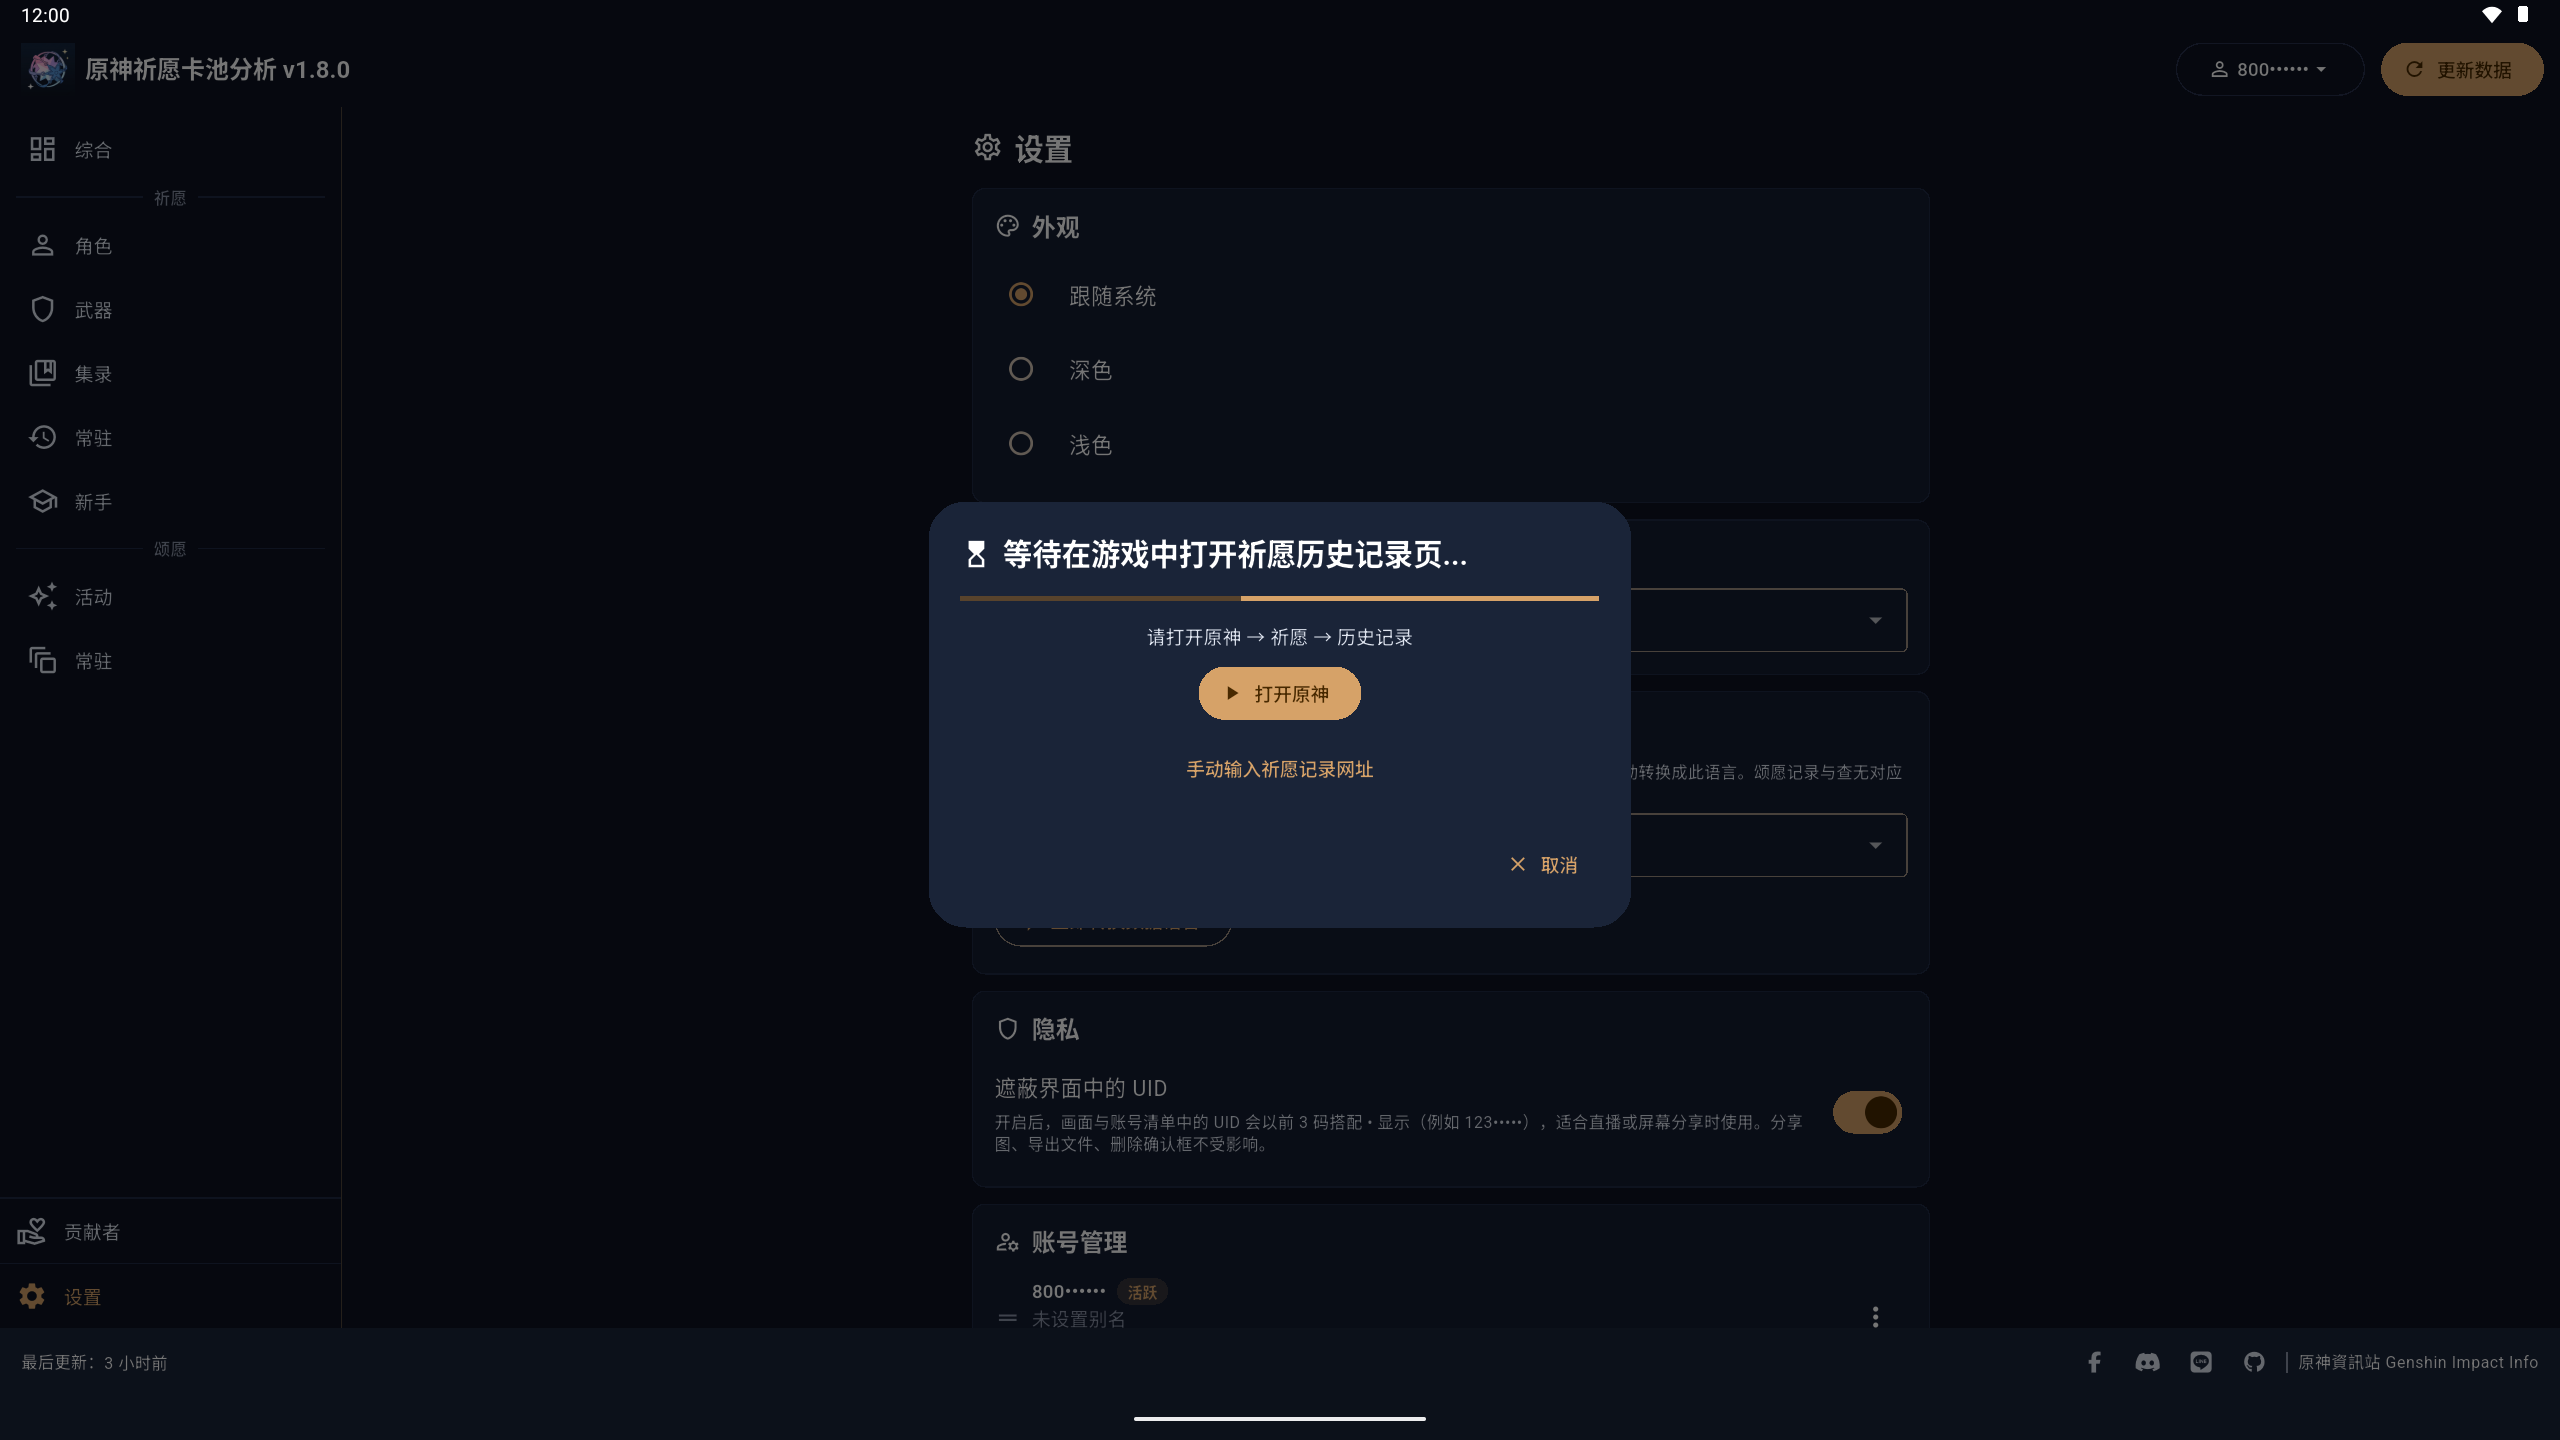 12:00
原神祈愿卡池分析 v1.8.0
800••••••
更新数据
综合
祈愿
角色
武器
集录
常驻
新手
颂愿
活动
常驻
贡献者
设置
设置
外观
跟随系统
深色
浅色
等待在游戏中打开祈愿历史记录页...
请打开原神 → 祈愿 → 历史记录
打开原神
手动输入祈愿记录网址
取消
转换成此语言。颂愿记录与查无对应
隐私
遮蔽界面中的 UID
开启后，画面与账号清单中的 UID 会以前 3 码搭配 • 显示（例如 123•••••），适合直播或屏幕分享时使用。分享
图、导出文件、删除确认框不受影响。
账号管理
800•••••• 活跃
未设置别名
最后更新：3 小时前
原神資訊站 Genshin Impact Info